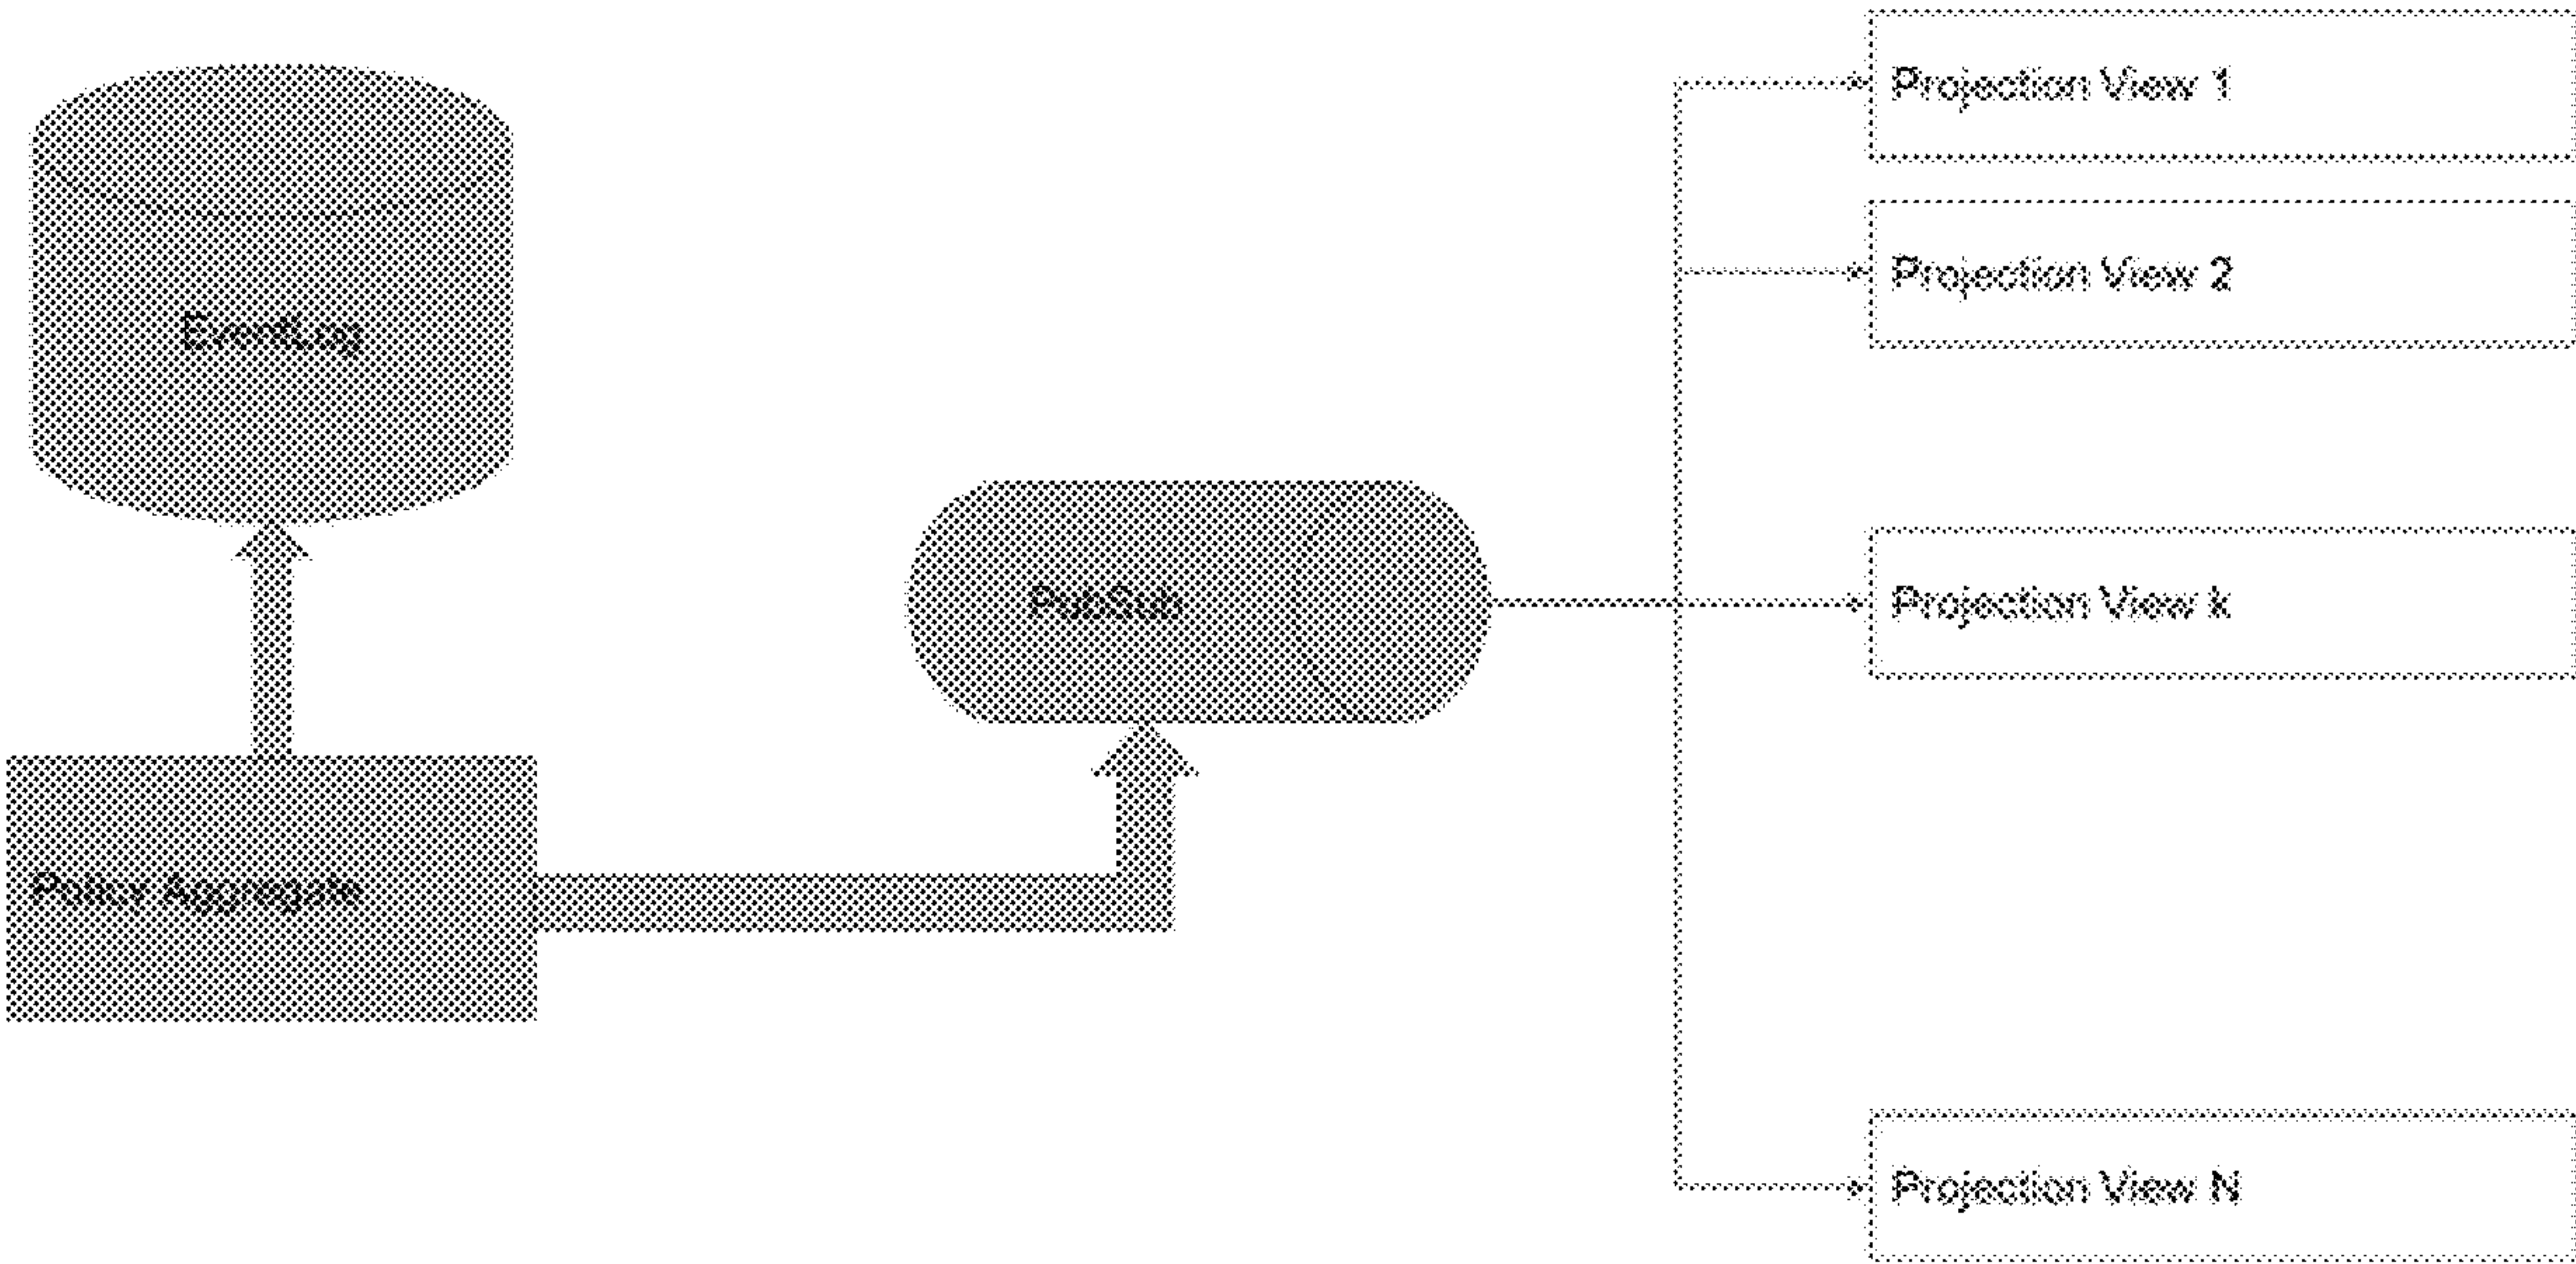 Projection View 1
Projection View 2
EventLog
PubSub
Projection View k
Policy Aggregate
Projection View N